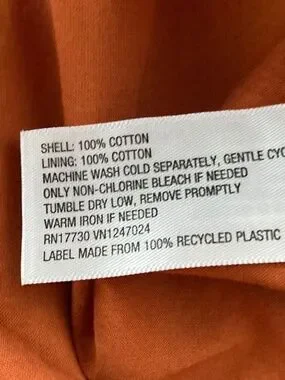 SHELL: 100% COTTON
LINING: 100% COTTON
MACHINE WASH COLD SEPARATELY, GENTLE CYC
ONLY NON-CHLORINE BLEACH IF NEEDED
TUMBLE DRY LOW, REMOVE PROMPTLY
WARM IRON IF NEEDED
RN17730 VN1247024
LABEL MADE FROM 100% RECYCLED PLASTIC